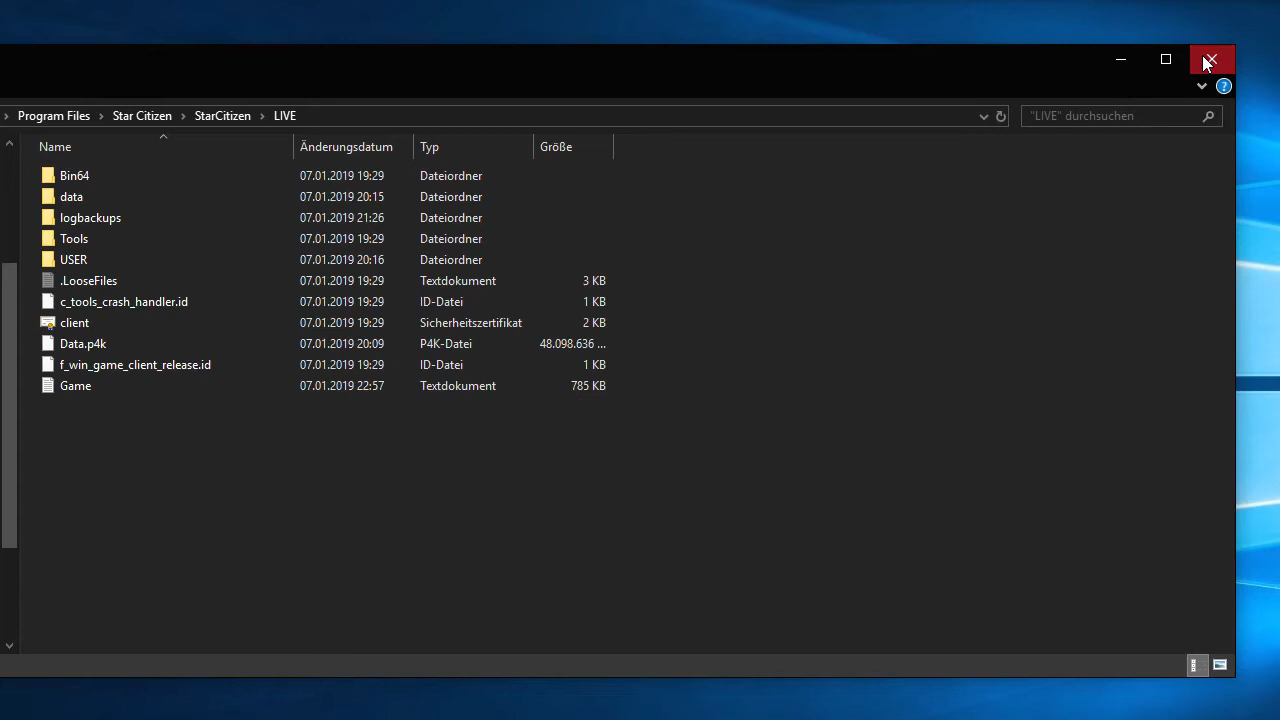 Program Files Star Citizen StarCitizen LIVE "LIVE" durchsuchen
Name Änderungsdatum Typ Größe
Bin64 07.01.2019 19:29 Dateiordner
data 07.01.2019 20:15 Dateiordner
logbackups 07.01.2019 21:26 Dateiordner
Tools 07.01.2019 19:29 Dateiordner
USER 07.01.2019 20:16 Dateiordner
.LooseFiles 07.01.2019 19:29 Textdokument 3 KB
c_tools_crash_handler.id 07.01.2019 19:29 ID-Datei 1 KB
client 07.01.2019 19:29 Sicherheitszertifikat 2 KB
Data.p4k 07.01.2019 20:09 P4K-Datei 48.098.636 ...
f_win_game_client_release.id 07.01.2019 19:29 ID-Datei 1 KB
Game 07.01.2019 22:57 Textdokument 785 KB